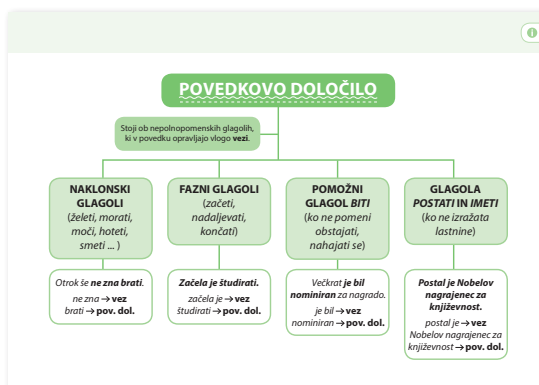 POVEDKOVO DOLOČILO
Stoji ob nepolnopomenskih glagolih,
ki v povedku opravljajo vlogo vezi.
NAKLONSKI
GLAGOLI
(želeti, morati,
moči, hoteti,
smeti ... )
Otrok še ne zna brati.
ne zna → vez
brati → pov. dol.
FAZNI GLAGOLI
(začeti,
nadaljevati,
končati)
Začela je študirati.
začela je → vez
študirati → pov. dol.
POMOŽNI
GLAGOL BITI
(ko ne pomeni
obstajati,
nahajati se)
Večkrat je bil
nominiran za nagrado.
je bil → vez
nominiran → pov. dol.
GLAGOLA
POSTATI IN IMETI
(ko ne izražata
lastnine)
Postal je Nobelov
nagrajenec za
književnost.
postal je → vez
Nobelov nagrajenec za
književnost → pov. dol.